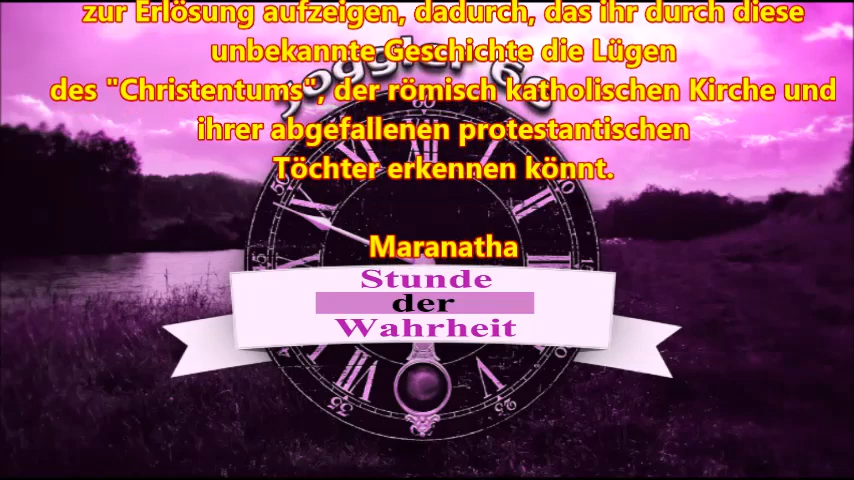 zur Erlösung aufzeigen, dadurch, das ihr durch diese
unbekannte Geschichte die Lügen
des "Christentums", der römisch katholischen Kirche und
ihrer abgefallenen protestantischen
Töchter erkennen könnt.
Maranatha
Stunde
der
Wahrheit